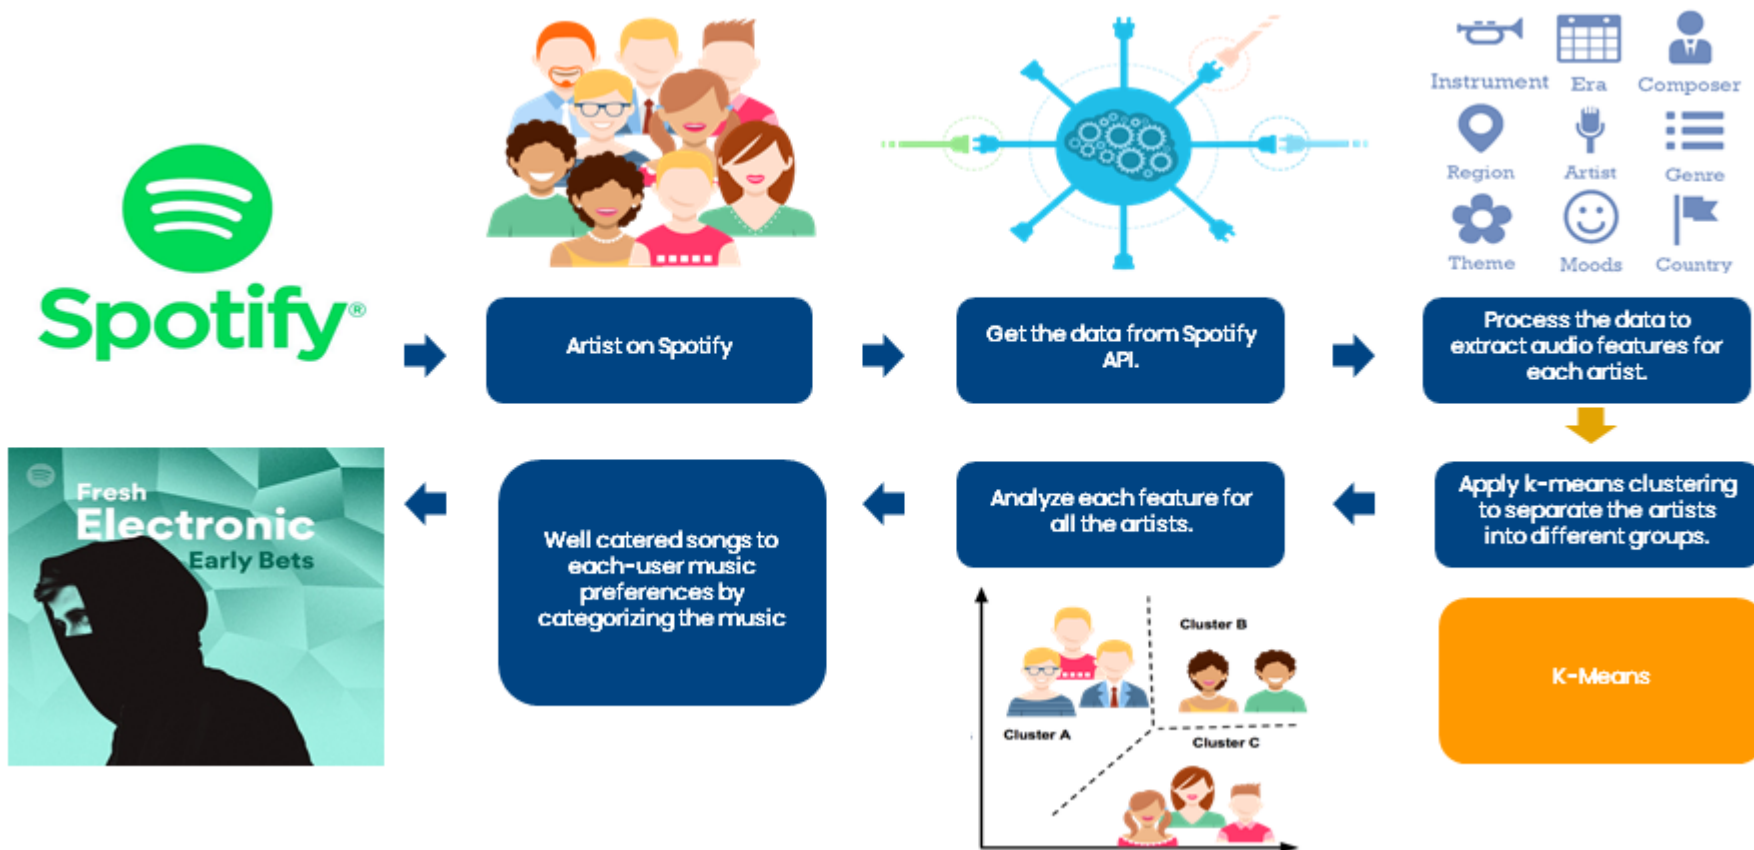 Spotify®
Artist on Spotify
Get the data from Spotify
API.
Instrument
Era
Composer
Region
Artist
Genre
Theme
Moods
Country
Process the data to
extract audio features for
each artist.
Apply k-means clustering
to separate the artists
into different groups.
K-Means
Analyze each feature for
all the artists.
Cluster A
Cluster B
Cluster C
Well catered songs to
each-user music
preferences by
categorizing the music
Fresh
Electronic
Early Bets